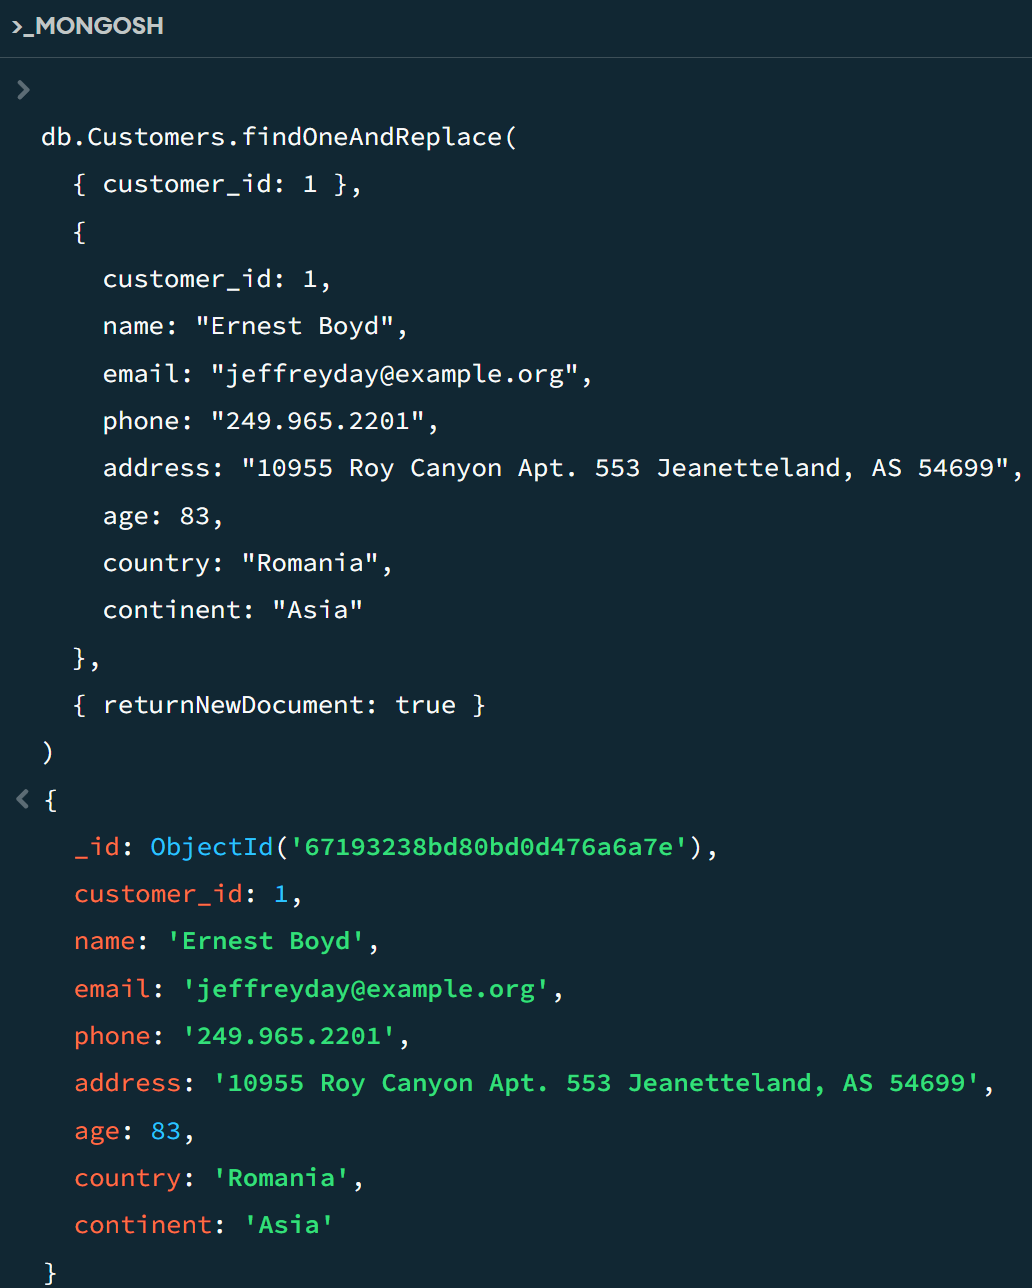 >_MONGOSH
>
db.Customers.findOneAndReplace(
{ customer_id: 1 },
{
customer_id: 1,
name: "Ernest Boyd",
email: "jeffreyday@example.org",
phone: "249.965.2201",
address: "10955 Roy Canyon Apt. 553 Jeanetteland, AS 54699",
age: 83,
country: "Romania",
continent: "Asia"
},
{ returnNewDocument: true }
)
< {
_id: ObjectId('67193238bd80bd0d476a6a7e'),
customer_id: 1,
name: 'Ernest Boyd',
email: 'jeffreyday@example.org',
phone: '249.965.2201',
address: '10955 Roy Canyon Apt. 553 Jeanetteland, AS 54699',
age: 83,
country: 'Romania',
continent: 'Asia'
}